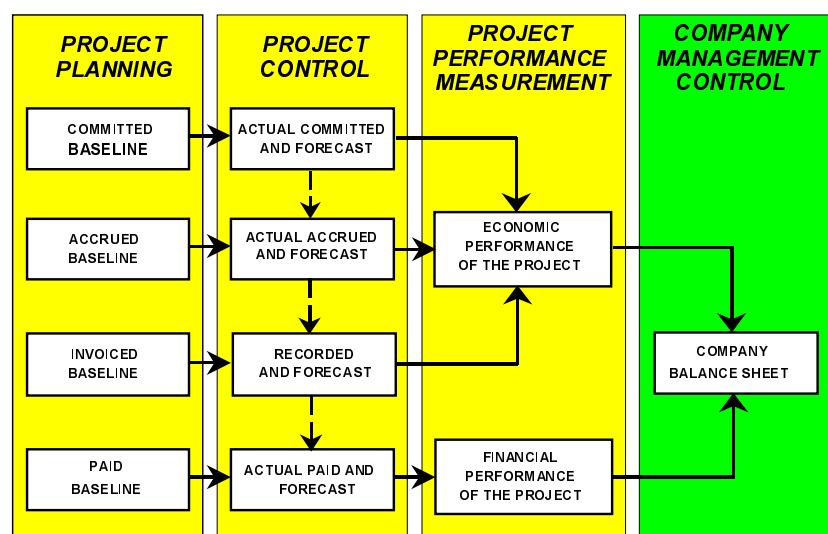 PROJECT
PLANNING
PROJECT
CONTROL
PROJECT
PERFORMANCE
MEASUREMENT
COMPANY
MANAGEMENT
CONTROL
COMMITTED
BASELINE
ACTUAL COMMITTED
AND FORECAST
ACCRUED
BASELINE
ACTUAL ACCRUED
AND FORECAST
ECONOMIC
PERFORMANCE
OF THE PROJECT
INVOICED
BASELINE
RECORDED
AND FORECAST
COMPANY
BALANCE SHEET
PAID
BASELINE
ACTUAL PAID AND
FORECAST
FINANCIAL
PERFORMANCE
OF THE PROJECT